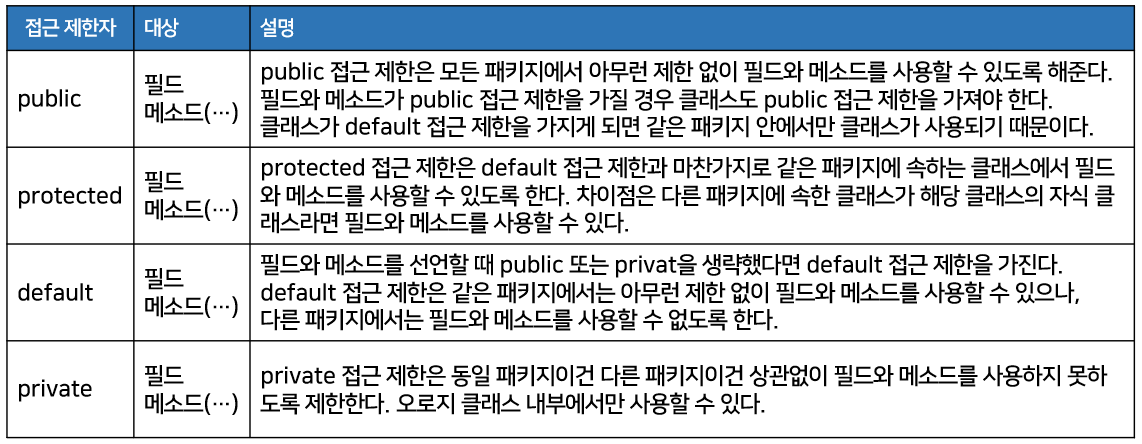 접근 제한자 대상 설명
public
필드
메소드(…)
public 접근 제한은 모든 패키지에서 아무런 제한 없이 필드와 메소드를 사용할 수 있도록 해준다.
필드와 메소드가 public 접근 제한을 가질 경우 클래스도 public 접근 제한을 가져야 한다.
클래스가 default 접근 제한을 가지게 되면 같은 패키지 안에서만 클래스가 사용되기 때문이다.
protected
필드
메소드(…)
protected 접근 제한은 default 접근 제한과 마찬가지로 같은 패키지에 속하는 클래스에서 필드
와 메소드를 사용할 수 있도록 한다. 차이점은 다른 패키지에 속한 클래스가 해당 클래스의 자식 클
래스라면 필드와 메소드를 사용할 수 있다.
default
필드
메소드(…)
필드와 메소드를 선언할 때 public 또는 privat을 생략했다면 default 접근 제한을 가진다.
default 접근 제한은 같은 패키지에서는 아무런 제한 없이 필드와 메소드를 사용할 수 있으나,
다른 패키지에서는 필드와 메소드를 사용할 수 없도록 한다.
private
필드
메소드(…)
private 접근 제한은 동일 패키지이건 다른 패키지이건 상관없이 필드와 메소드를 사용하지 못하
도록 제한한다. 오로지 클래스 내부에서만 사용할 수 있다.